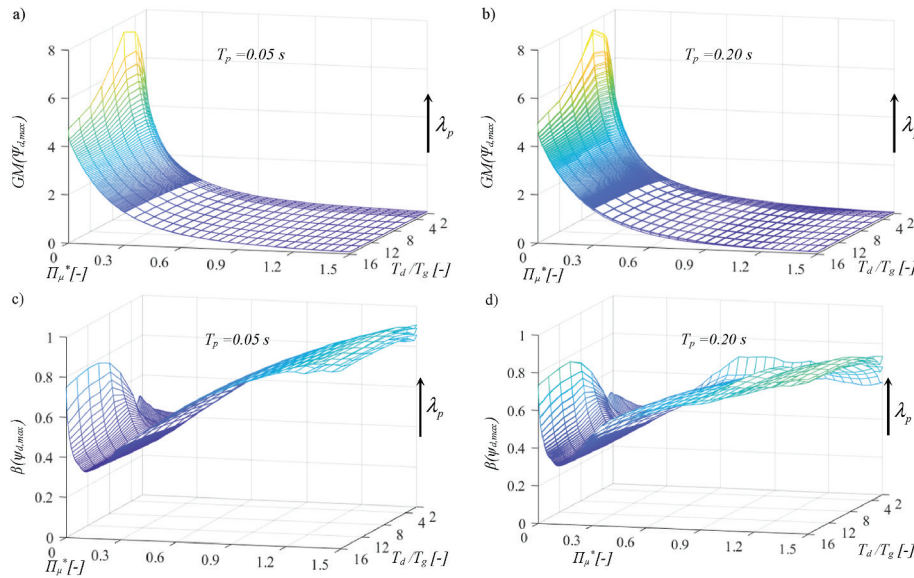 a)
T_p =0.05 s
8
6
4
2
0
GM(Ψ_d,max)
λ_p
0.3
0.6
0.9
1.2
1.5
16
12
8
4
2
Π_μ*[-]
T_d /T_g [-]
b)
T_p =0.20 s
8
6
4
2
0
GM(Ψ_d,max)
λ_p
0.3
0.6
0.9
1.2
1.5
16
12
8
4
2
Π_μ*[-]
T_d /T_g [-]
c)
T_p =0.05 s
1
0.8
0.6
0.4
0.2
0
β(ψ_d,max)
λ_p
0.3
0.6
0.9
1.2
1.5
16
12
8
4
2
Π_μ*[-]
T_d /T_g [-]
d)
T_p =0.20 s
1
0.8
0.6
0.4
0.2
0
β(ψ_d,max)
λ_p
0.3
0.6
0.9
1.2
1.5
16
12
8
4
2
Π_μ*[-]
T_d /T_g [-]